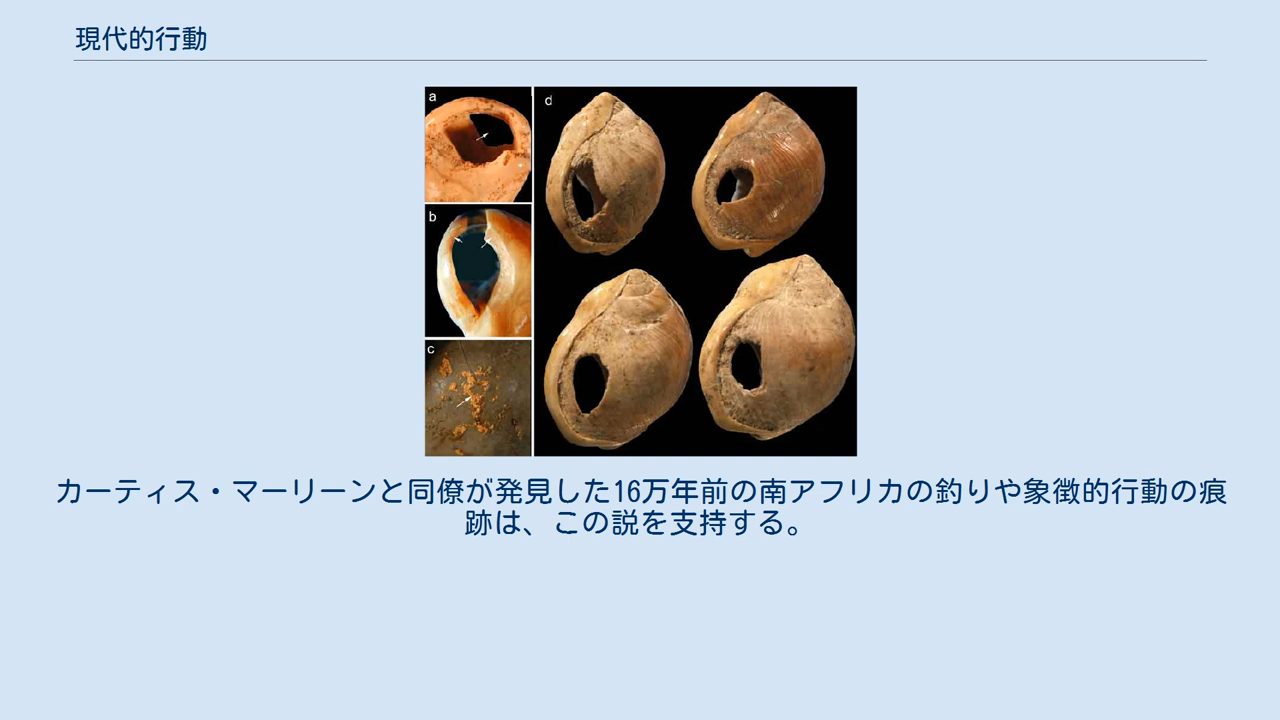 現代的行動
a
b
c
d
カーティス・マーリーンと同僚が発見した16万年前の南アフリカの釣りや象徴的行動の痕
跡は、この説を支持する。